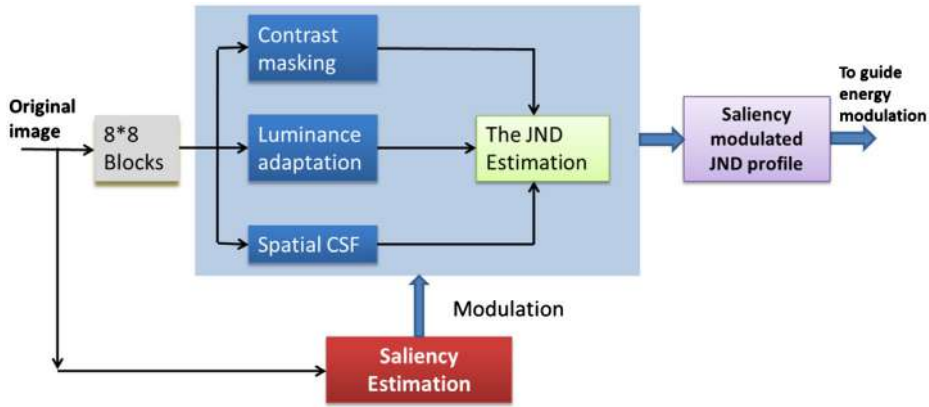 Original
image
8*8
Blocks
Contrast
masking
Luminance
adaptation
Spatial CSF
The JND
Estimation
Saliency
modulated
JND profile
To guide
energy
modulation
Modulation
Saliency
Estimation